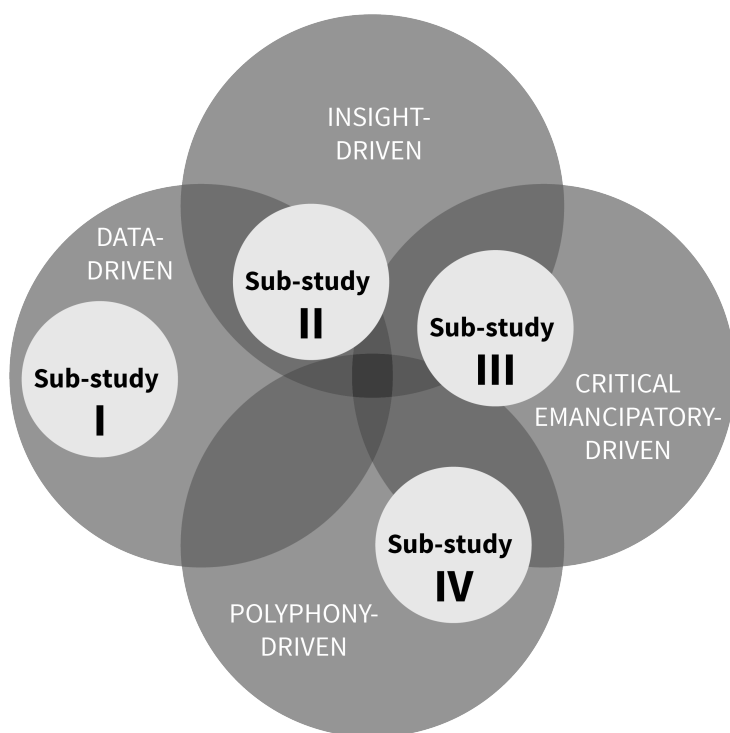 INSIGHT-
DRIVEN
DATA-
DRIVEN
Sub-study
II
Sub-study
III
Sub-study
I
CRITICAL
EMANCIPATORY-
DRIVEN
Sub-study
IV
POLYPHONY-
DRIVEN